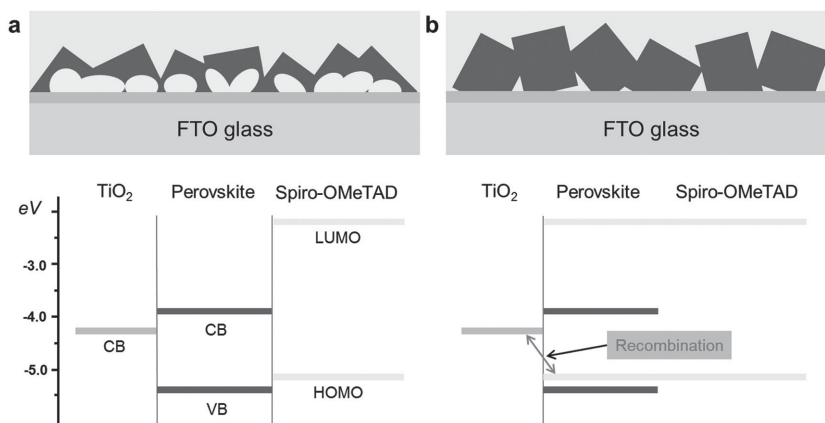 a
b
FTO glass
FTO glass
TiO₂ Perovskite Spiro-OMeTAD
TiO₂ Perovskite Spiro-OMeTAD
eV
-3.0
-4.0
-5.0
LUMO
CB
CB
VB
HOMO
Recombination